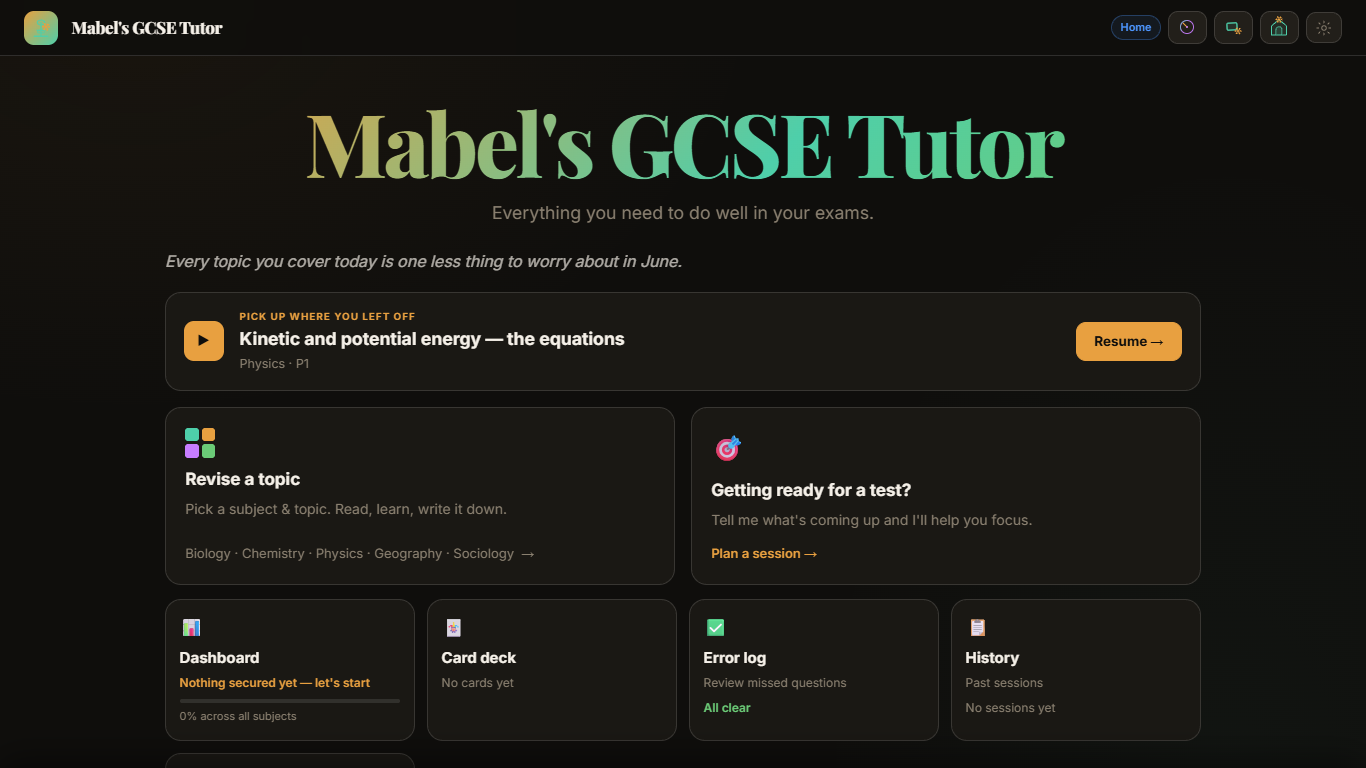 Mabel's GCSE Tutor
Home
Mabel's GCSE Tutor
Everything you need to do well in your exams.
Every topic you cover today is one less thing to worry about in June.
PICK UP WHERE YOU LEFT OFF
Kinetic and potential energy — the equations
Physics · P1
Resume →
Revise a topic
Pick a subject & topic. Read, learn, write it down.
Biology · Chemistry · Physics · Geography · Sociology →
Getting ready for a test?
Tell me what's coming up and I'll help you focus.
Plan a session →
Dashboard
Nothing secured yet — let's start
0% across all subjects
Card deck
No cards yet
Error log
Review missed questions
All clear
History
Past sessions
No sessions yet